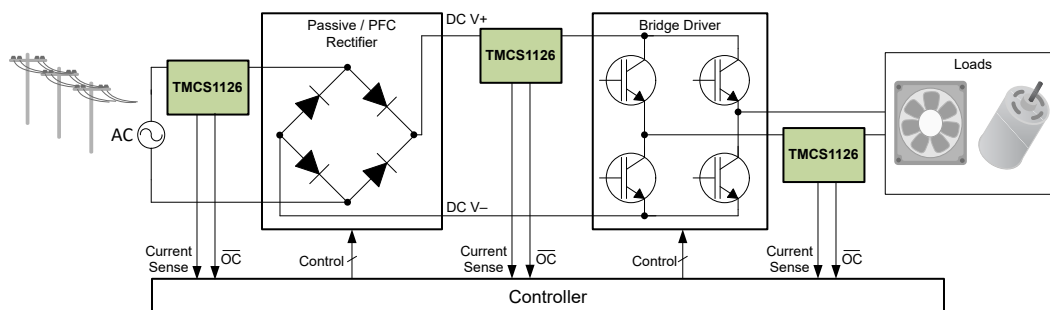 Passive / PFC
Rectifier
DC V+
Bridge Driver
Loads
TMCS1126
TMCS1126
AC
TMCS1126
DC V–
Current
Sense
OC
Control
Current
Sense
OC
Control
Current
Sense
OC
Controller